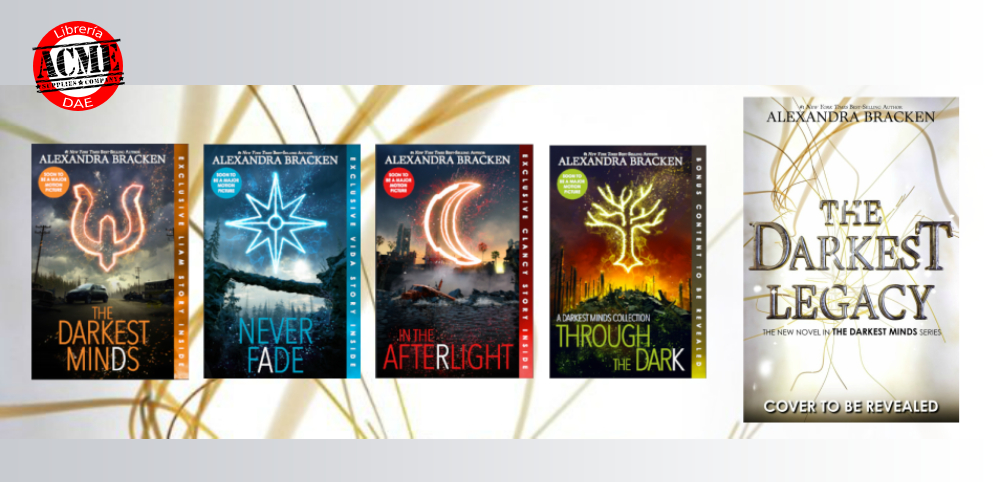 Librería
ACME
SUPPLIES ★ COMPANY
DAE
#1 New York Times Best-Selling Author
ALEXANDRA BRACKEN
SOON TO
BE A MAJOR
MOTION
PICTURE
THE
DARKEST
MINDS
EXCLUSIVE LIAM STORY INSIDE
#1 New York Times Best-Selling Author
ALEXANDRA BRACKEN
SOON TO
BE A MAJOR
MOTION
PICTURE
NEVER
FADE
EXCLUSIVE VIDA STORY INSIDE
#1 New York Times Best-Selling Author
ALEXANDRA BRACKEN
SOON TO
BE A MAJOR
MOTION
PICTURE
IN THE
AFTERLIGHT
EXCLUSIVE CLANCY STORY INSIDE
#1 New York Times Best-Selling Author
ALEXANDRA BRACKEN
SOON TO
BE A MAJOR
MOTION
PICTURE
A DARKEST MINDS COLLECTION
THROUGH
THE DARK
BONUS CONTENT TO BE REVEALED
#1 New York Times Best-Selling Author
ALEXANDRA BRACKEN
THE
DARKEST
LEGACY
THE NEW NOVEL IN THE DARKEST MINDS SERIES
COVER TO BE REVEALED